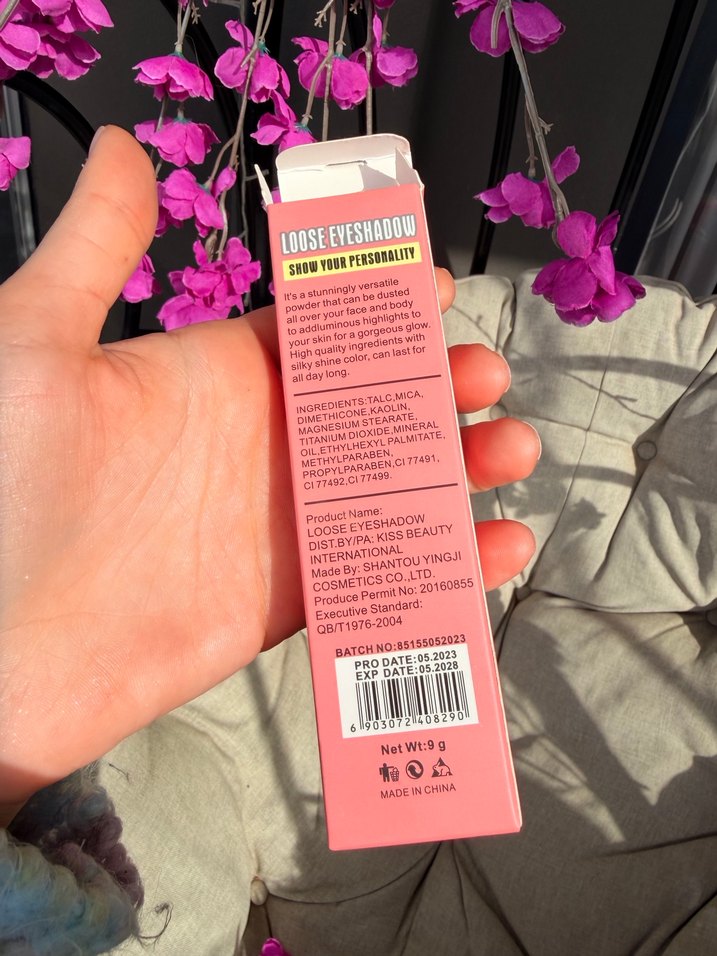 LOOSE EYESHADOW
SHOW YOUR PERSONALITY
It's a stunningly versatile
powder that can be dusted
all over your face and body
to addluminous highlights to
your skin for a gorgeous glow.
High quality ingredients with
silky shine color, can last for
all day long.
INGREDIENTS:TALC,MICA,
DIMETHICONE,KAOLIN,
MAGNESIUM STEARATE,
TITANIUM DIOXIDE,MINERAL
OIL,ETHYLHEXYL PALMITATE,
METHYLPARABEN,
PROPYLPARABEN,CI 77491,
CI 77492,CI 77499.
Product Name:
LOOSE EYESHADOW
DIST.BY/PA: KISS BEAUTY
INTERNATIONAL
Made By: SHANTOU YINGJI
COSMETICS CO.,LTD.
Produce Permit No: 20160855
Executive Standard:
QB/T1976-2004
BATCH NO:85155052023
PRO DATE:05.2023
EXP DATE:05.2028
6 903072 408290
Net Wt:9 g
MADE IN CHINA